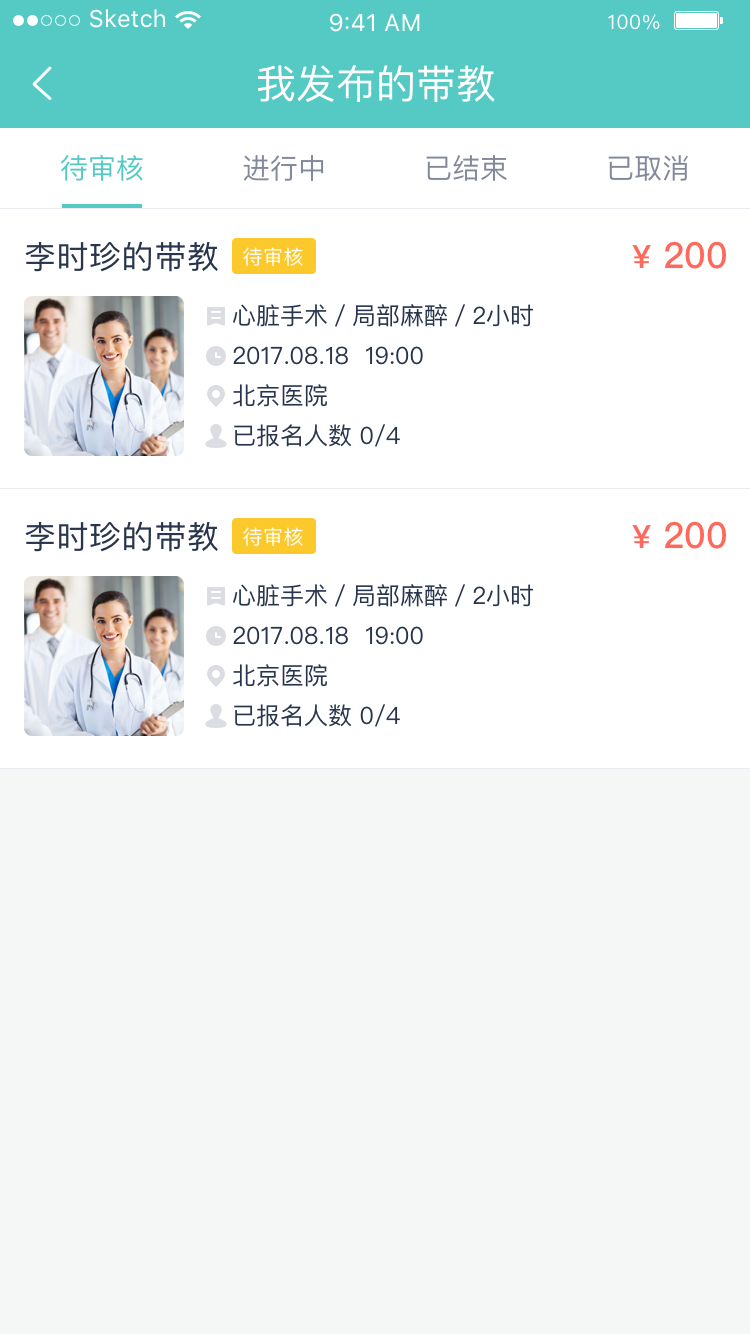 Sketch 9:41 AM 100%
我发布的带教
待审核 进行中 已结束 已取消
李时珍的带教 待审核 ¥ 200
心脏手术 / 局部麻醉 / 2小时
2017.08.18 19:00
北京医院
已报名人数 0/4
李时珍的带教 待审核 ¥ 200
心脏手术 / 局部麻醉 / 2小时
2017.08.18 19:00
北京医院
已报名人数 0/4